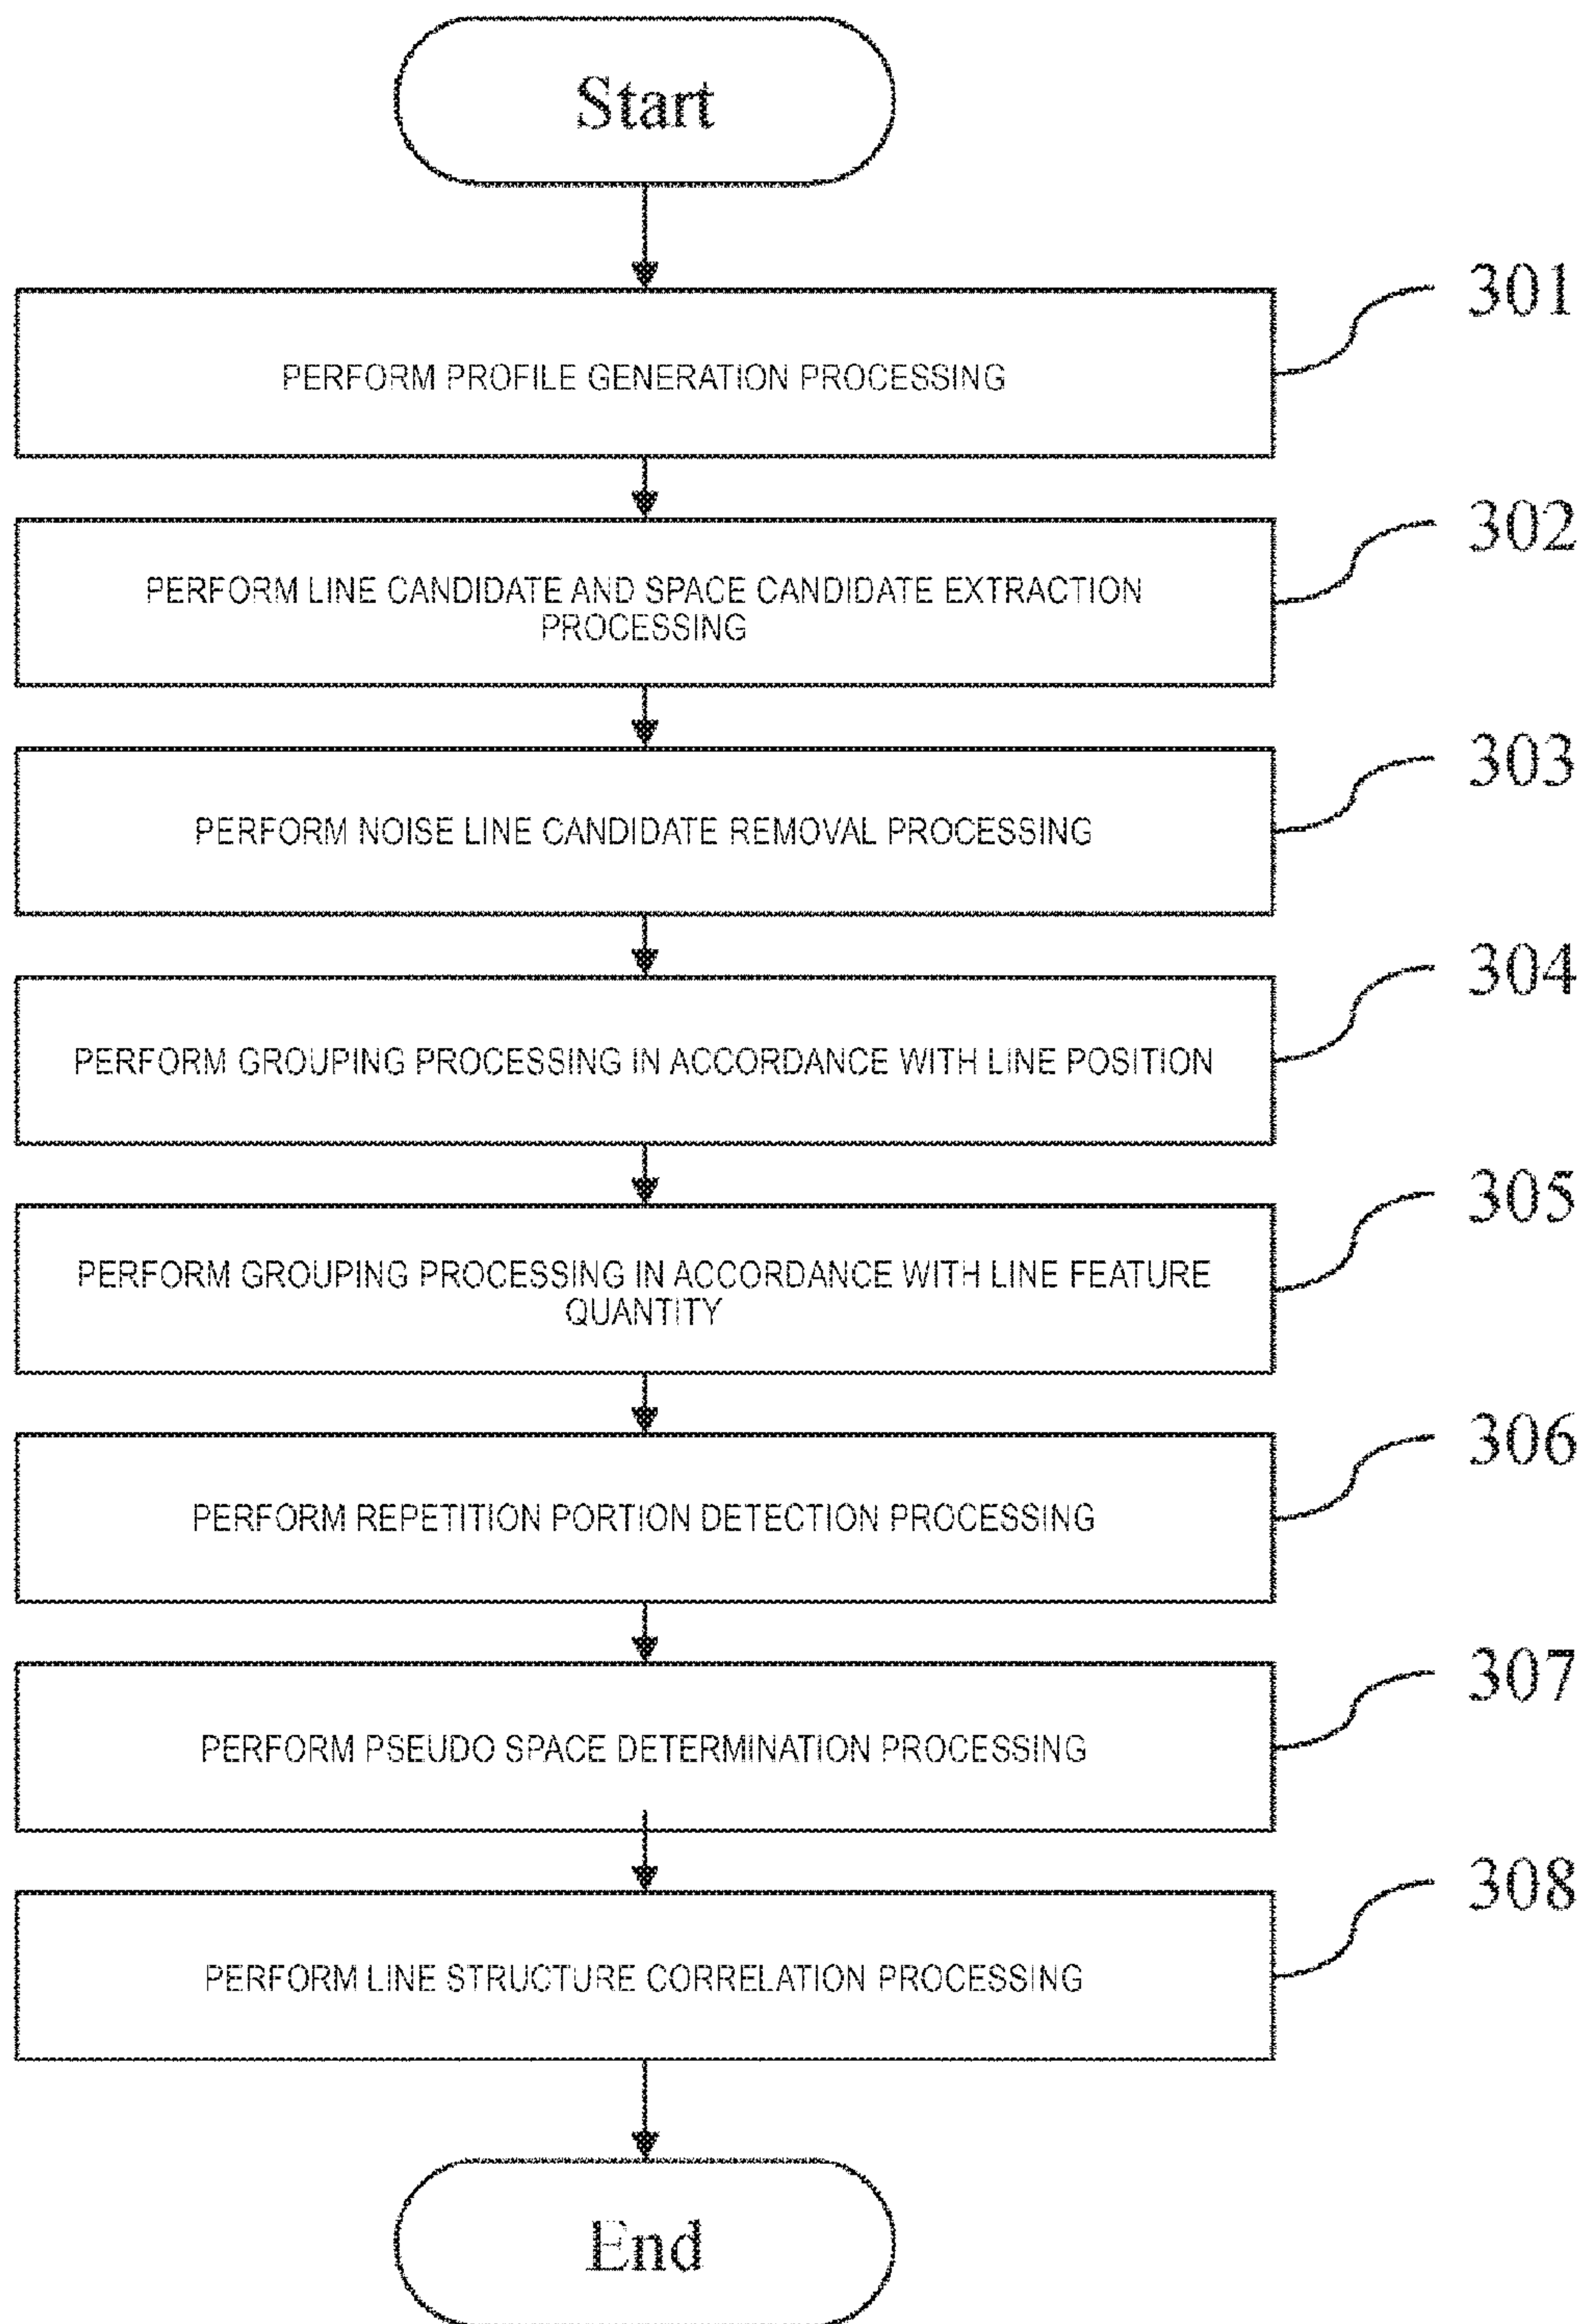 Start
301
PERFORM PROFILE GENERATION PROCESSING
302
PERFORM LINE CANDIDATE AND SPACE CANDIDATE EXTRACTION
PROCESSING
303
PERFORM NOISE LINE CANDIDATE REMOVAL PROCESSING
304
PERFORM GROUPING PROCESSING IN ACCORDANCE WITH LINE POSITION
305
PERFORM GROUPING PROCESSING IN ACCORDANCE WITH LINE FEATURE
QUANTITY
306
PERFORM REPETITION PORTION DETECTION PROCESSING
307
PERFORM PSEUDO SPACE DETERMINATION PROCESSING
308
PERFORM LINE STRUCTURE CORRELATION PROCESSING
End